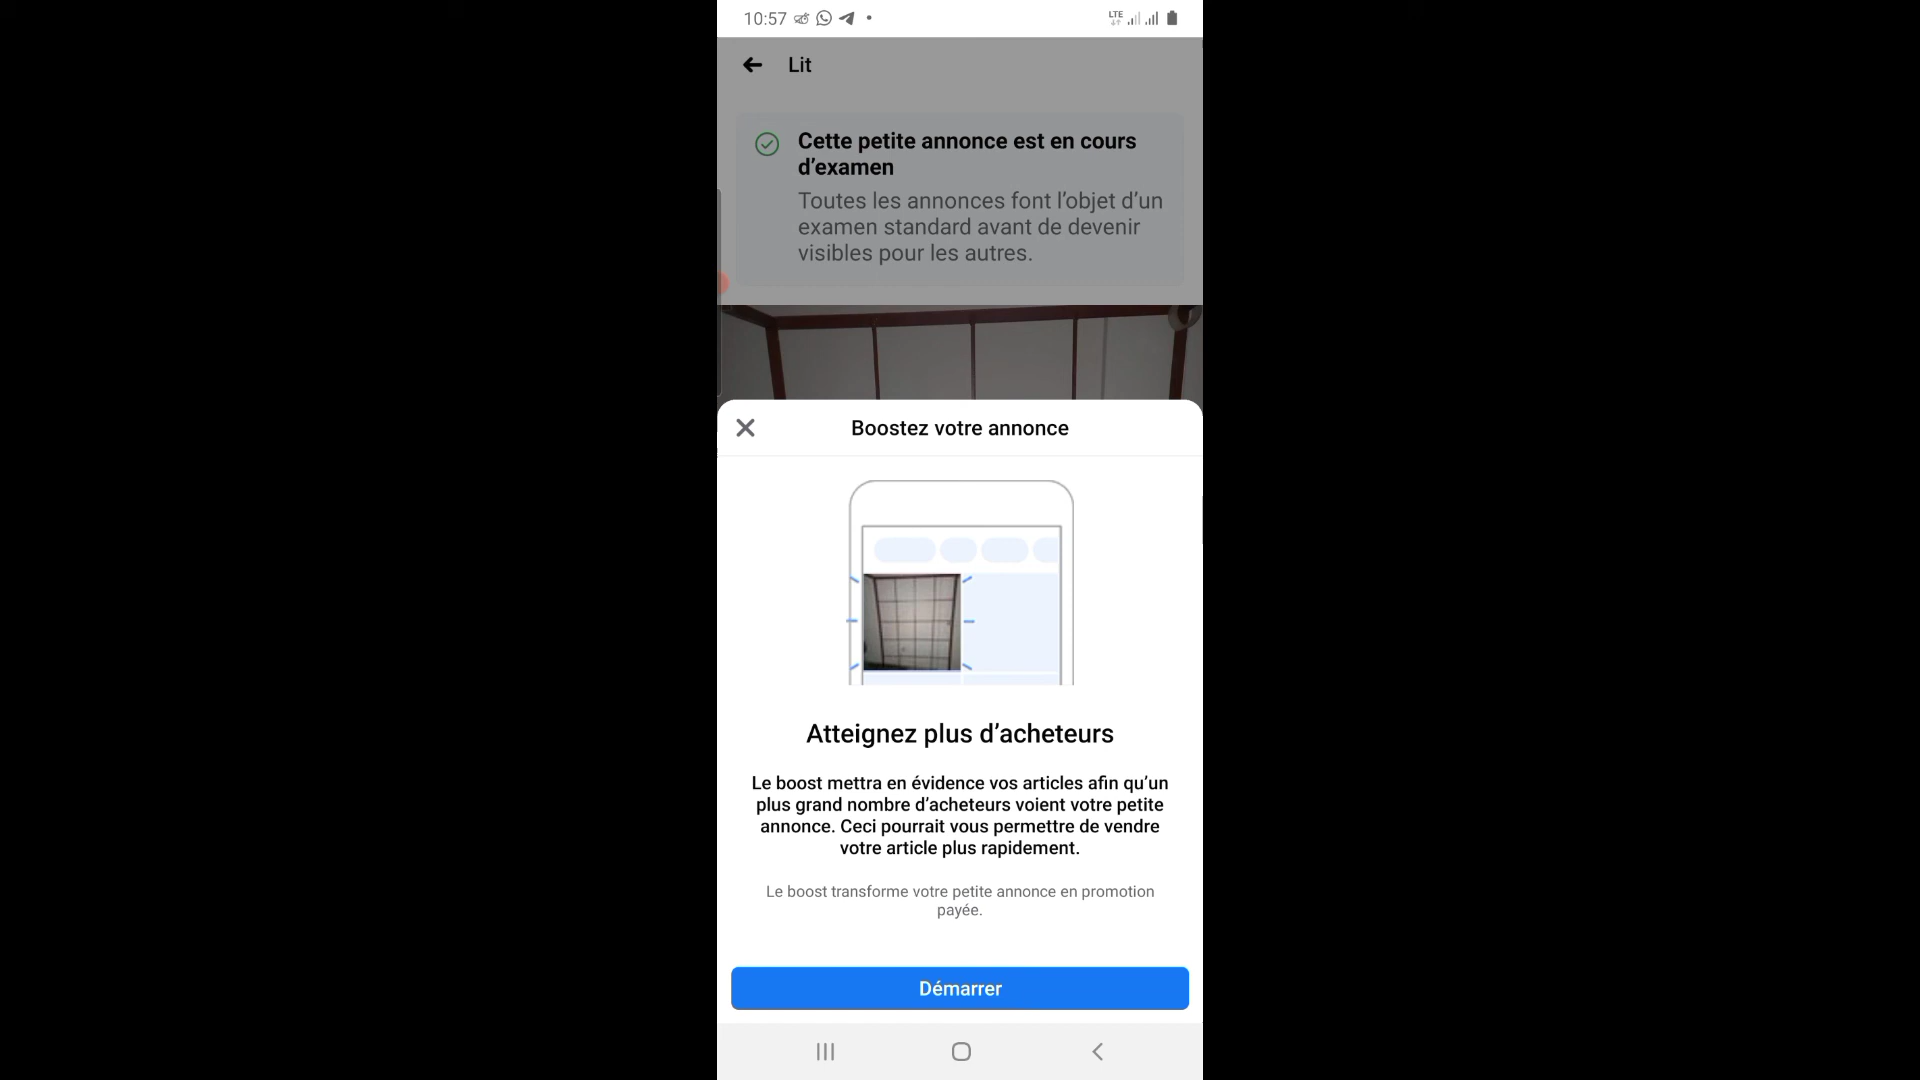 10:57
LTE
Lit
Cette petite annonce est en cours
d’examen
Toutes les annonces font l’objet d’un
examen standard avant de devenir
visibles pour les autres.
Boostez votre annonce
Atteignez plus d’acheteurs
Le boost mettra en évidence vos articles afin qu’un
plus grand nombre d’acheteurs voient votre petite
annonce. Ceci pourrait vous permettre de vendre
votre article plus rapidement.
Le boost transforme votre petite annonce en promotion
payée.
Démarrer